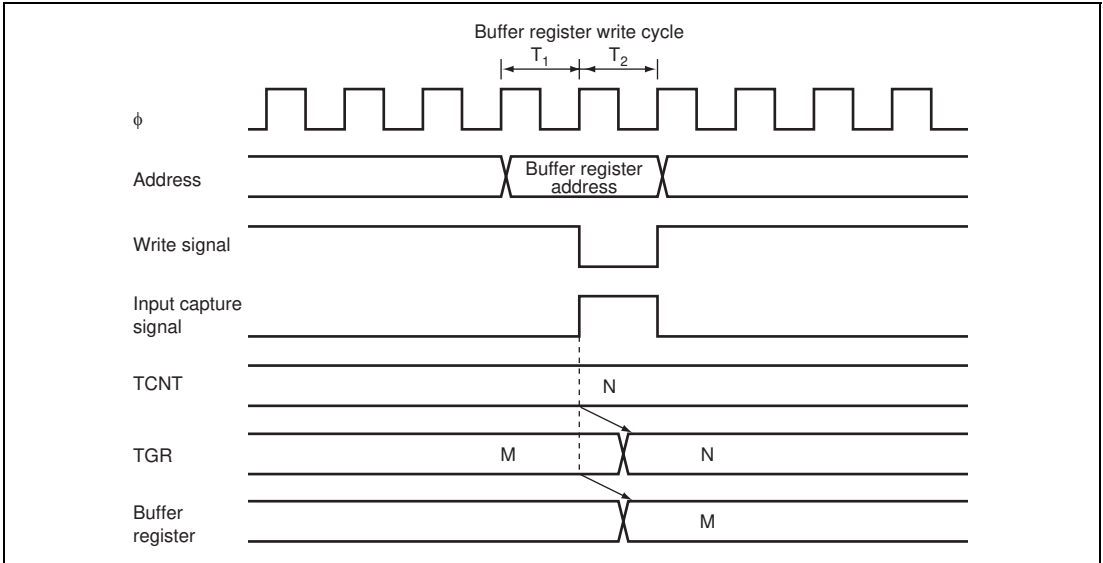 Buffer register write cycle
T1 T2
ϕ
Address
Buffer register
address
Write signal
Input capture
signal
TCNT
N
TGR
M
N
Buffer
register
M